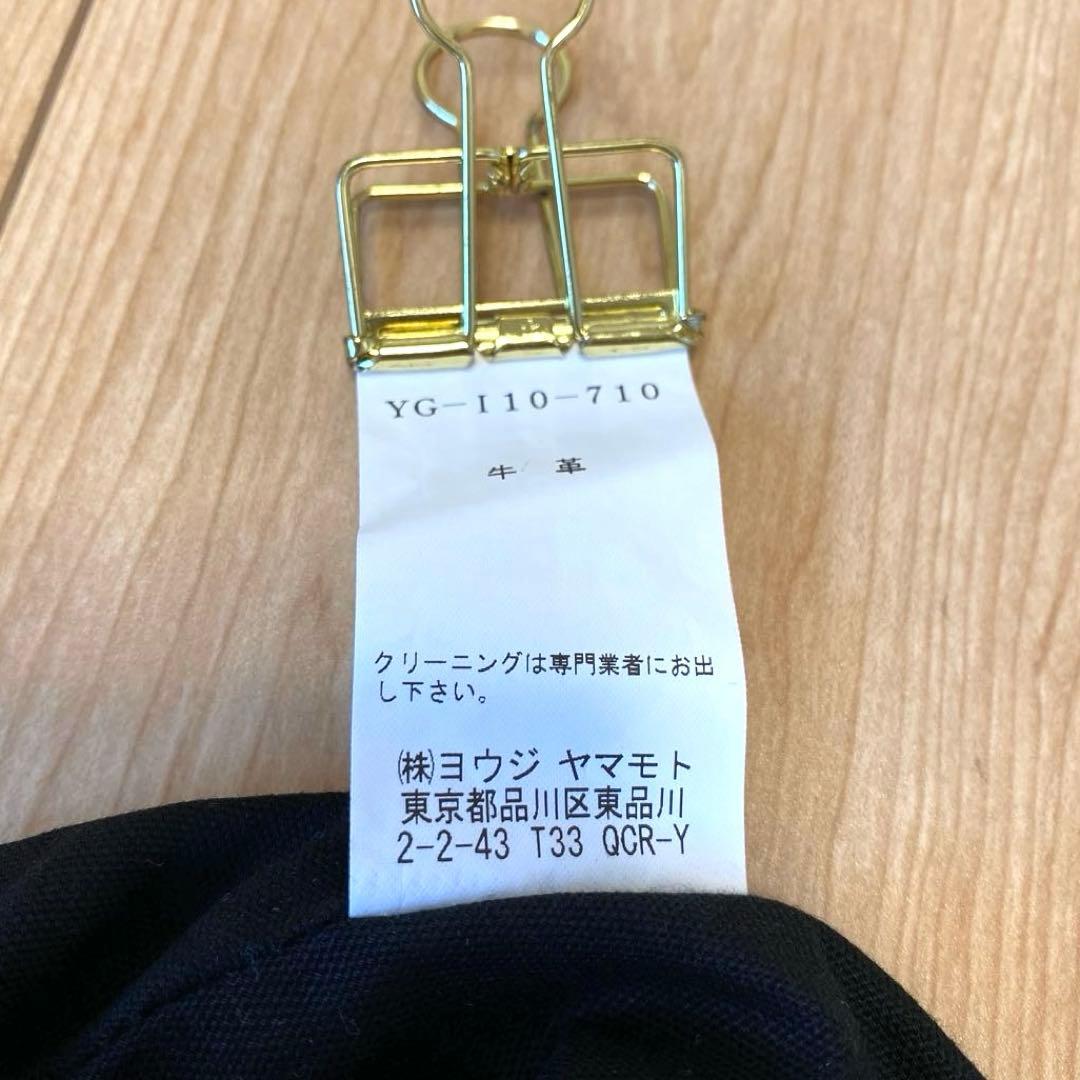 YG-I10-710
牛 革
クリーニングは専門業者にお出
し下さい。
㈱ヨウジ ヤマモト
東京都品川区東品川
2-2-43 T33 QCR-Y